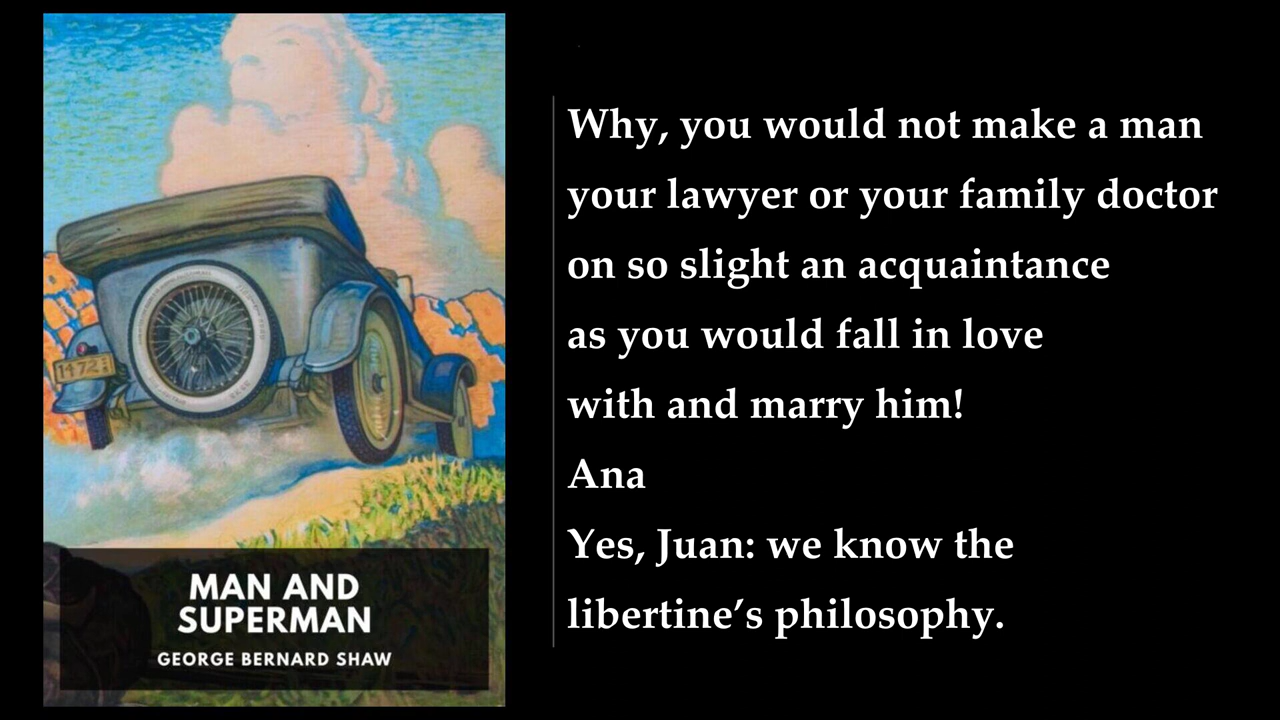 MAN AND
SUPERMAN
GEORGE BERNARD SHAW
1472
Why, you would not make a man
your lawyer or your family doctor
on so slight an acquaintance
as you would fall in love
with and marry him!
Ana
Yes, Juan: we know the
libertine’s philosophy.